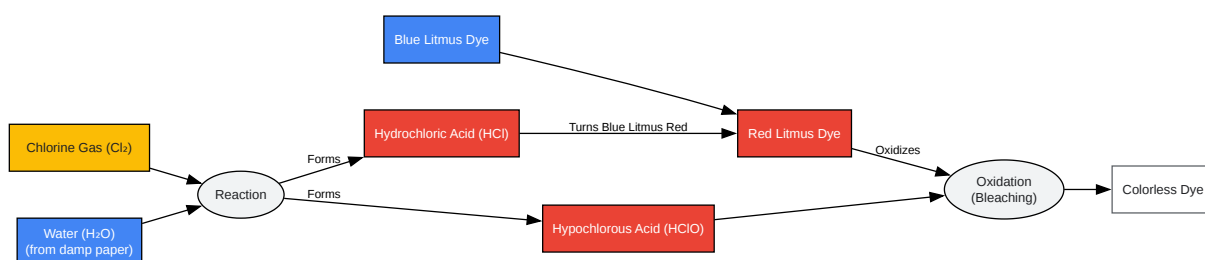 Blue Litmus Dye
Chlorine Gas (Cl₂)
Hydrochloric Acid (HCl)
Turns Blue Litmus Red
Red Litmus Dye
Oxidizes
Forms
Reaction
Forms
Oxidation
(Bleaching)
Colorless Dye
Water (H₂O)
(from damp paper)
Hypochlorous Acid (HClO)